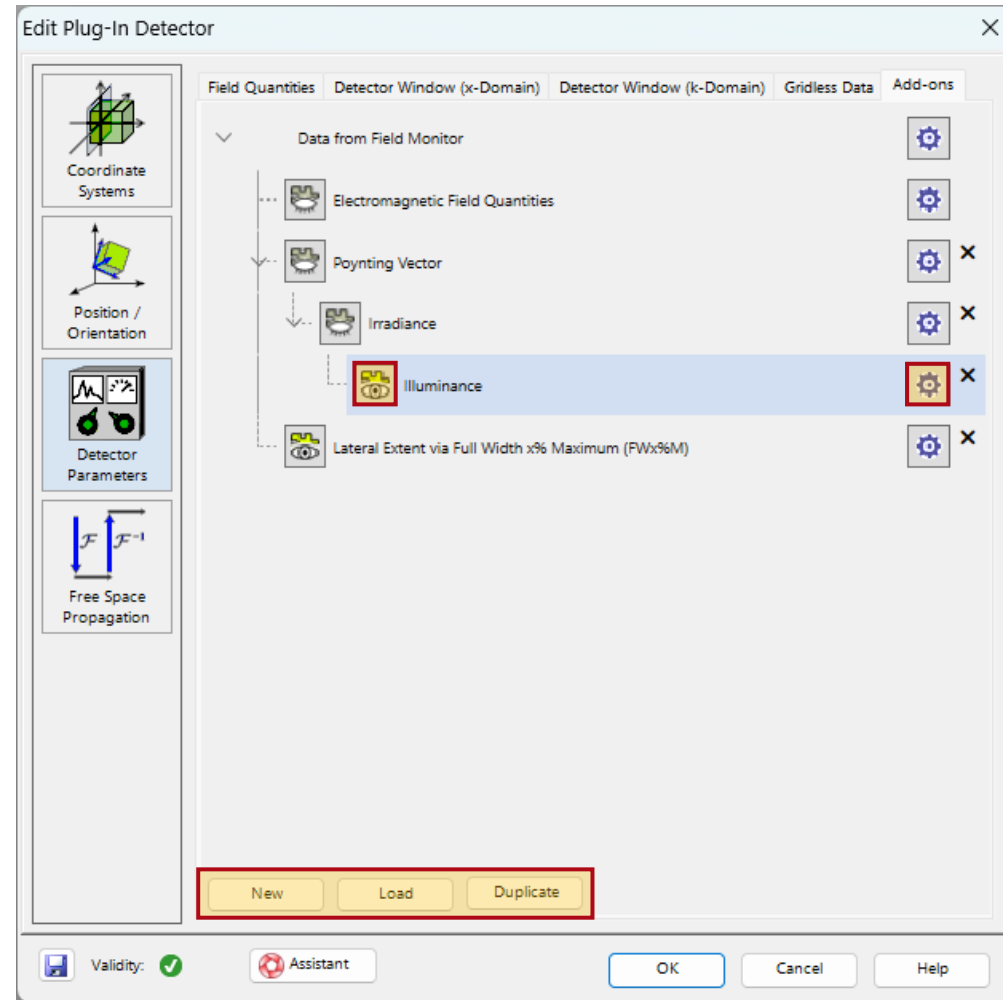 Edit Plug-In Detector
Field Quantities Detector Window (x-Domain) Detector Window (k-Domain) Gridless Data Add-ons
Coordinate
Systems
Position /
Orientation
Detector
Parameters
ℱ ℱ⁻¹
Free Space
Propagation
Data from Field Monitor
Electromagnetic Field Quantities
Poynting Vector
Irradiance
Illuminance
Lateral Extent via Full Width x% Maximum (FWx%M)
New Load Duplicate
Validity: Assistant OK Cancel Help